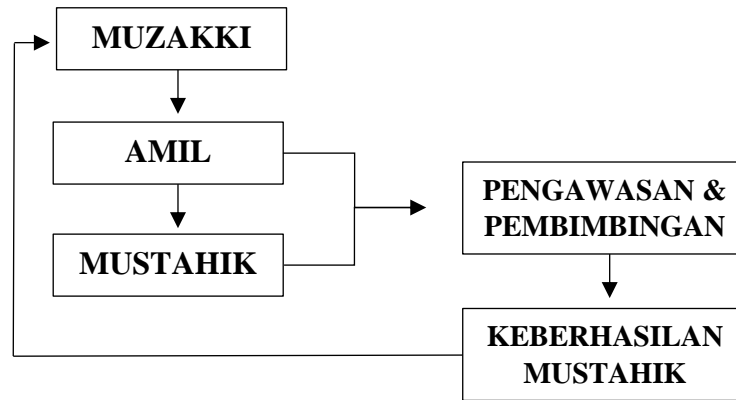 MUZAKKI
AMIL
MUSTAHIK
PENGAWASAN &
PEMBIMBINGAN
KEBERHASILAN
MUSTAHIK